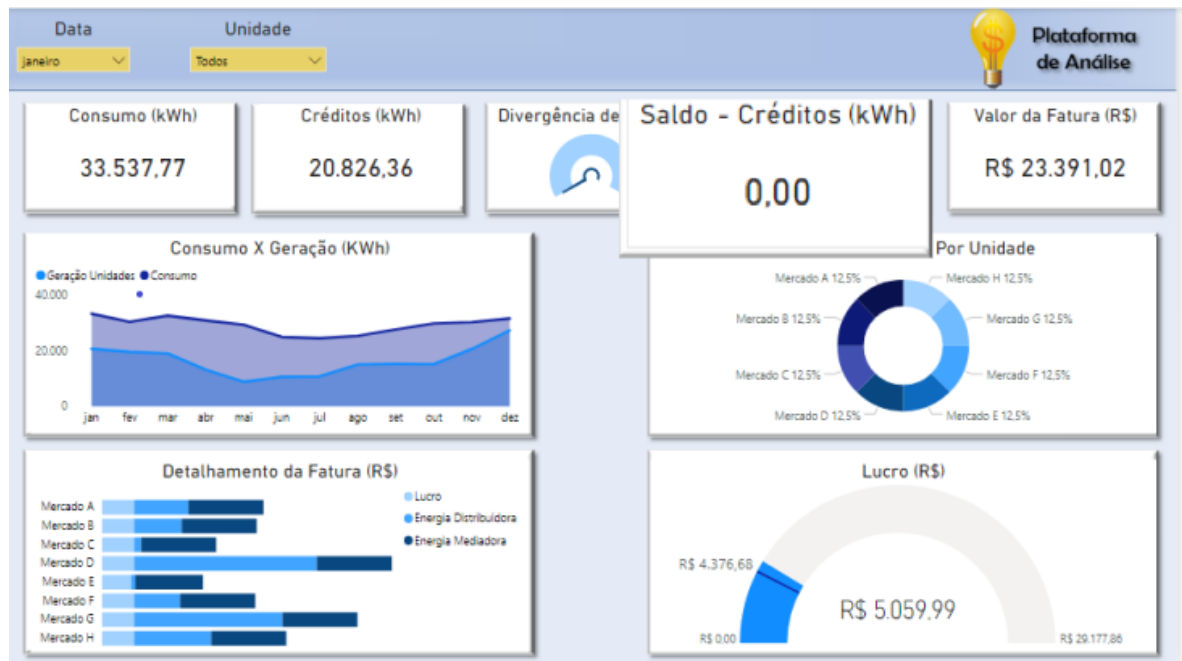 Data
Unidade
janeiro
Todos
Plataforma
de Análise
Consumo (kWh)
33.537,77
Créditos (kWh)
20.826,36
Divergência de
Saldo - Créditos (kWh)
0,00
Valor da Fatura (R$)
R$ 23.391,02
Consumo X Geração (KWh)
Geração Unidades Consumo
40.000
20.000
0
jan fev mar abr mai jun jul ago set out nov dez
Por Unidade
Mercado A 12,5% Mercado H 12,5%
Mercado B 12,5% Mercado G 12,5%
Mercado C 12,5% Mercado F 12,5%
Mercado D 12,5% Mercado E 12,5%
Detalhamento da Fatura (R$)
Lucro
Energia Distribuidora
Energia Mediadora
Mercado A
Mercado B
Mercado C
Mercado D
Mercado E
Mercado F
Mercado G
Mercado H
Lucro (R$)
R$ 4.376,68
R$ 5.059,99
R$ 0,00
R$ 29.177,86